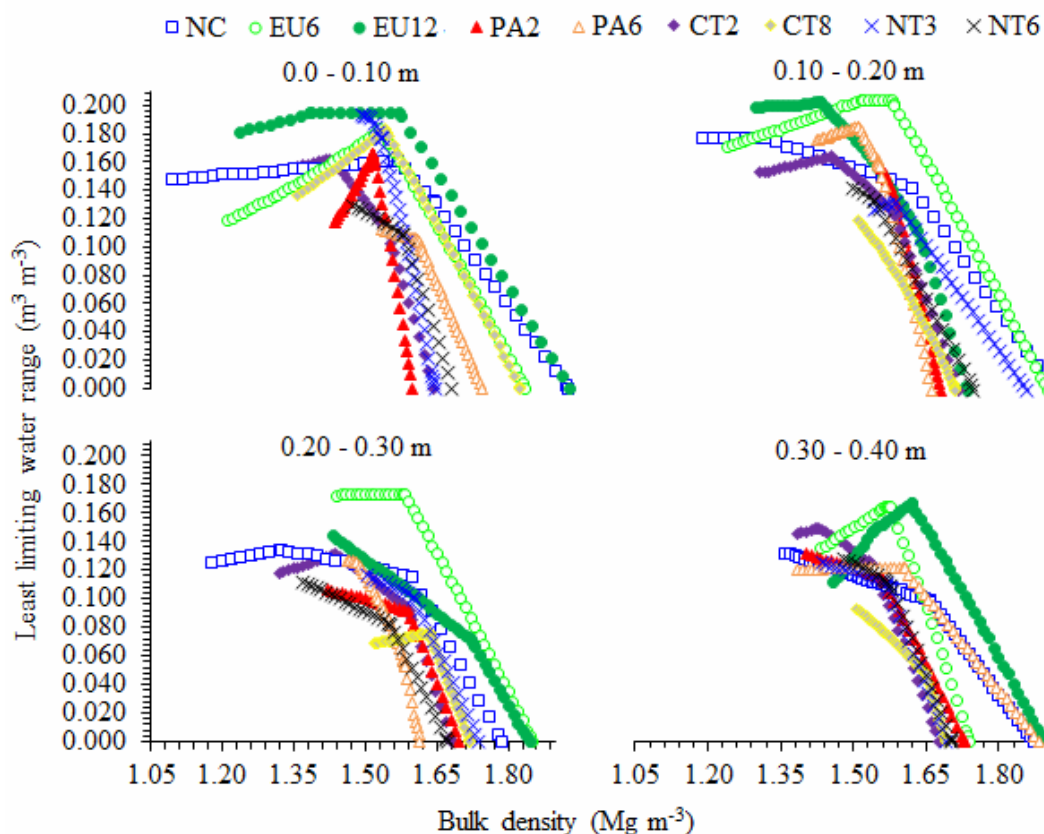 NC EU6 EU12 PA2 PA6 CT2 CT8 NT3 NT6
0.0 - 0.10 m
0.10 - 0.20 m
0.200
0.180
0.160
0.140
0.120
0.100
0.080
0.060
0.040
0.020
0.000
0.20 - 0.30 m
0.30 - 0.40 m
0.200
0.180
0.160
0.140
0.120
0.100
0.080
0.060
0.040
0.020
0.000
Least limiting water range (m³ m⁻³)
1.05 1.20 1.35 1.50 1.65 1.80
1.05 1.20 1.35 1.50 1.65 1.80
Bulk density (Mg m⁻³)